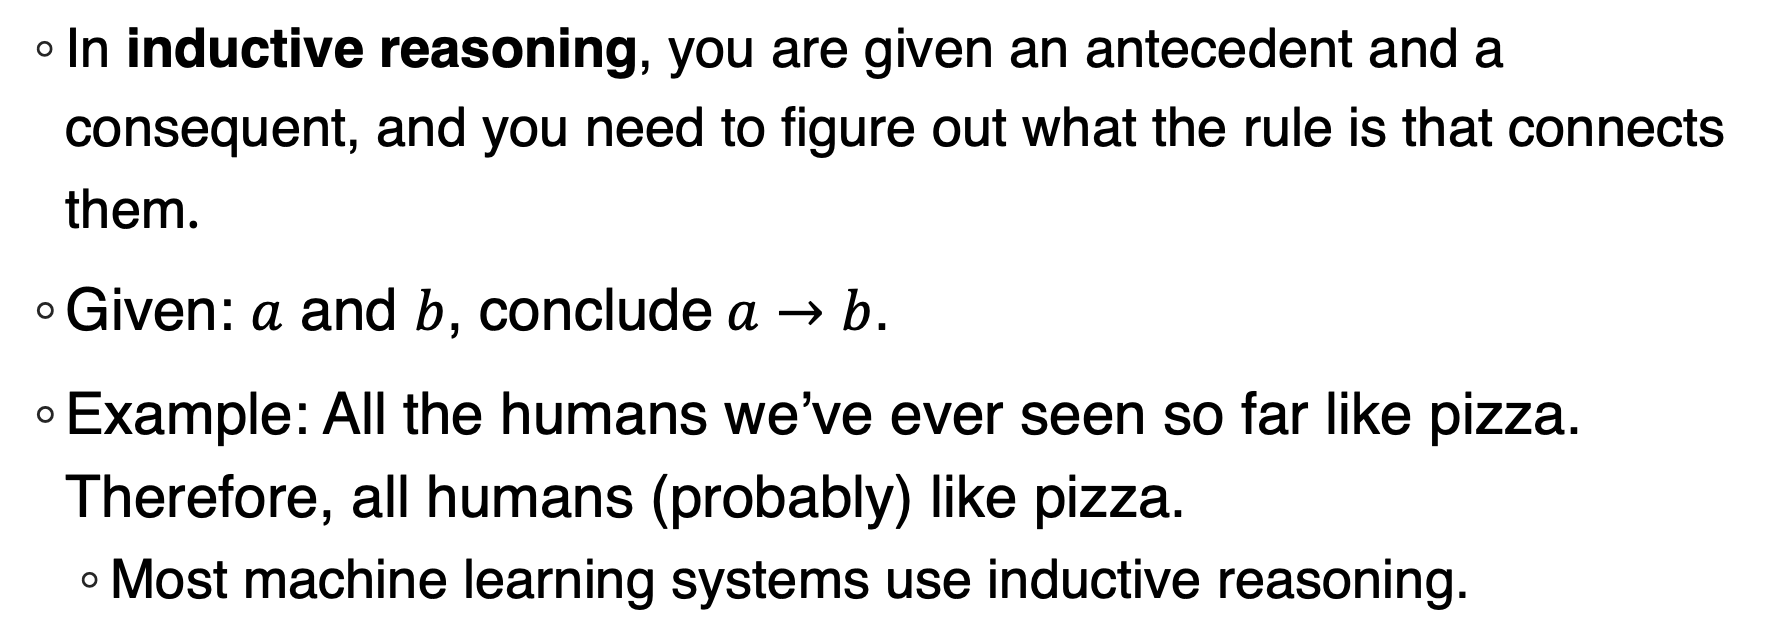 ◦ In inductive reasoning, you are given an antecedent and a
consequent, and you need to figure out what the rule is that connects
them.
◦ Given: 𝑎 and 𝑏, conclude 𝑎 → 𝑏.
◦ Example: All the humans we’ve ever seen so far like pizza.
Therefore, all humans (probably) like pizza.
◦ Most machine learning systems use inductive reasoning.